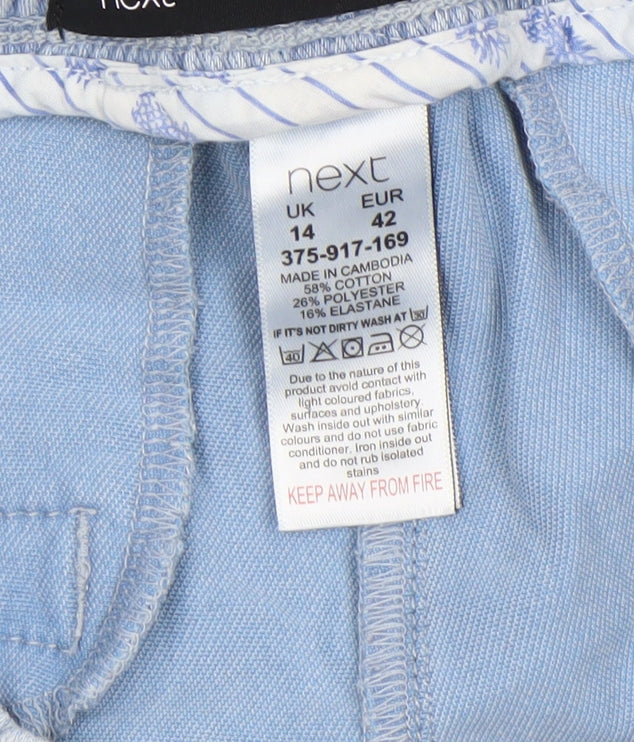 next
next
UK EUR
14 42
375-917-169
MADE IN CAMBODIA
58% COTTON
26% POLYESTER
16% ELASTANE
IF IT'S NOT DIRTY WASH AT 30
40
Due to the nature of this
product avoid contact with
light coloured fabrics,
surfaces and upholstery.
Wash inside out with similar
colours and do not use fabric
conditioner. Iron inside out
and do not rub isolated
stains
KEEP AWAY FROM FIRE